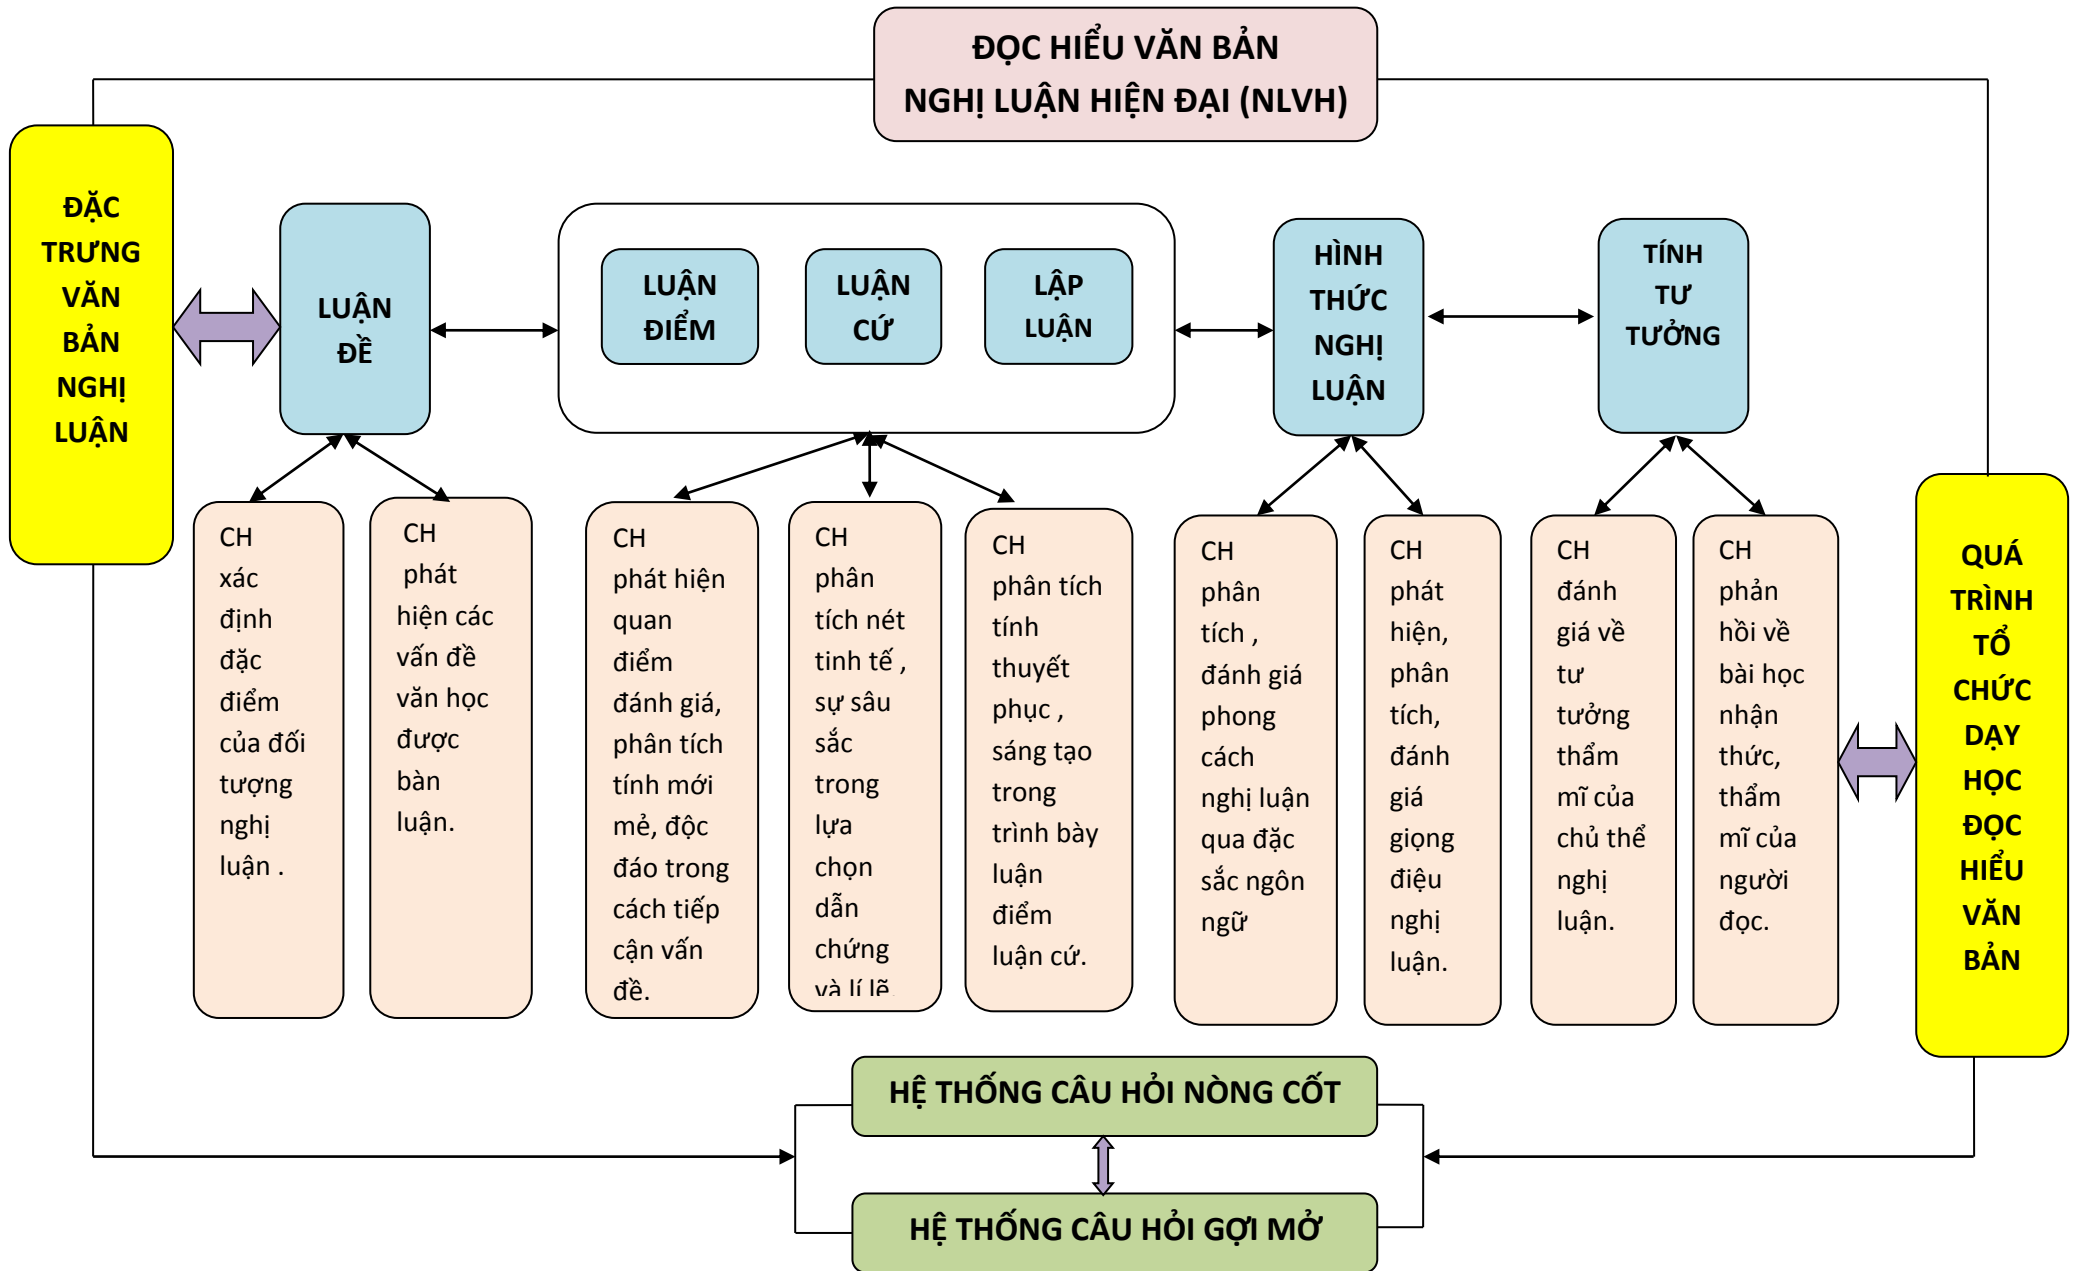 ĐỌC HIỂU VĂN BẢN
NGHỊ LUẬN HIỆN ĐẠI (NLVH)
ĐẶC
TRƯNG
VĂN
BẢN
NGHỊ
LUẬN
LUẬN
ĐỀ
LUẬN
ĐIỂM
LUẬN
CỨ
LẬP
LUẬN
HÌNH
THỨC
NGHỊ
LUẬN
TÍNH
TƯ
TƯỞNG
CH
xác
định
đặc
điểm
của đối
tượng
nghị
luận .
CH
phát
hiện các
vấn đề
văn học
được
bàn
luận.
CH
phát hiện
quan
điểm
đánh giá,
phân tích
tính mới
mẻ, độc
đáo trong
cách tiếp
cận vấn
đề.
CH
phân
tích nét
tinh tế ,
sự sâu
sắc
trong
lựa
chọn
dẫn
chứng
và lí lẽ.
CH
phân tích
tính
thuyết
phục ,
sáng tạo
trong
trình bày
luận
điểm
luận cứ.
CH
phân
tích ,
đánh giá
phong
cách
nghị luận
qua đặc
sắc ngôn
ngữ
CH
phát
hiện,
phân
tích,
đánh
giá
giọng
điệu
nghị
luận.
CH
đánh
giá về
tư
tưởng
thẩm
mĩ của
chủ thể
nghị
luận.
CH
phản
hồi về
bài học
nhận
thức,
thẩm
mĩ của
người
đọc.
QUÁ
TRÌNH
TỔ
CHỨC
DẠY
HỌC
ĐỌC
HIỂU
VĂN
BẢN
HỆ THỐNG CÂU HỎI NÒNG CỐT
HỆ THỐNG CÂU HỎI GỢI MỞ